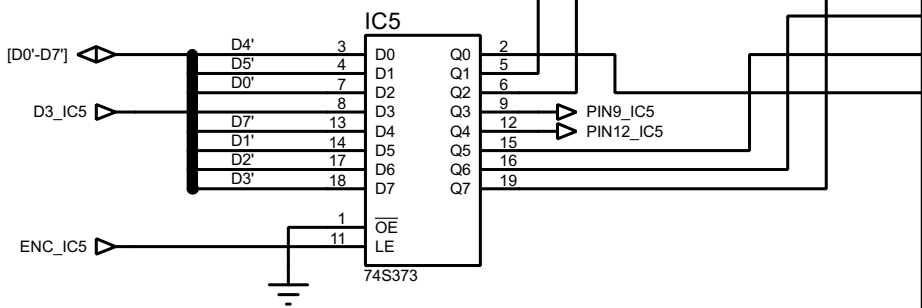 IC5
[D0'-D7'] D4' 3 D0 Q0 2
D5' 4 D1 Q1 5
D0' 7 D2 Q2 6
D3_IC5 8 D3 Q3 9 PIN9_IC5
D7' 13 D4 Q4 12 PIN12_IC5
D1' 14 D5 Q5 15
D2' 17 D6 Q6 16
D3' 18 D7 Q7 19
1 OE
ENC_IC5 11 LE
74S373